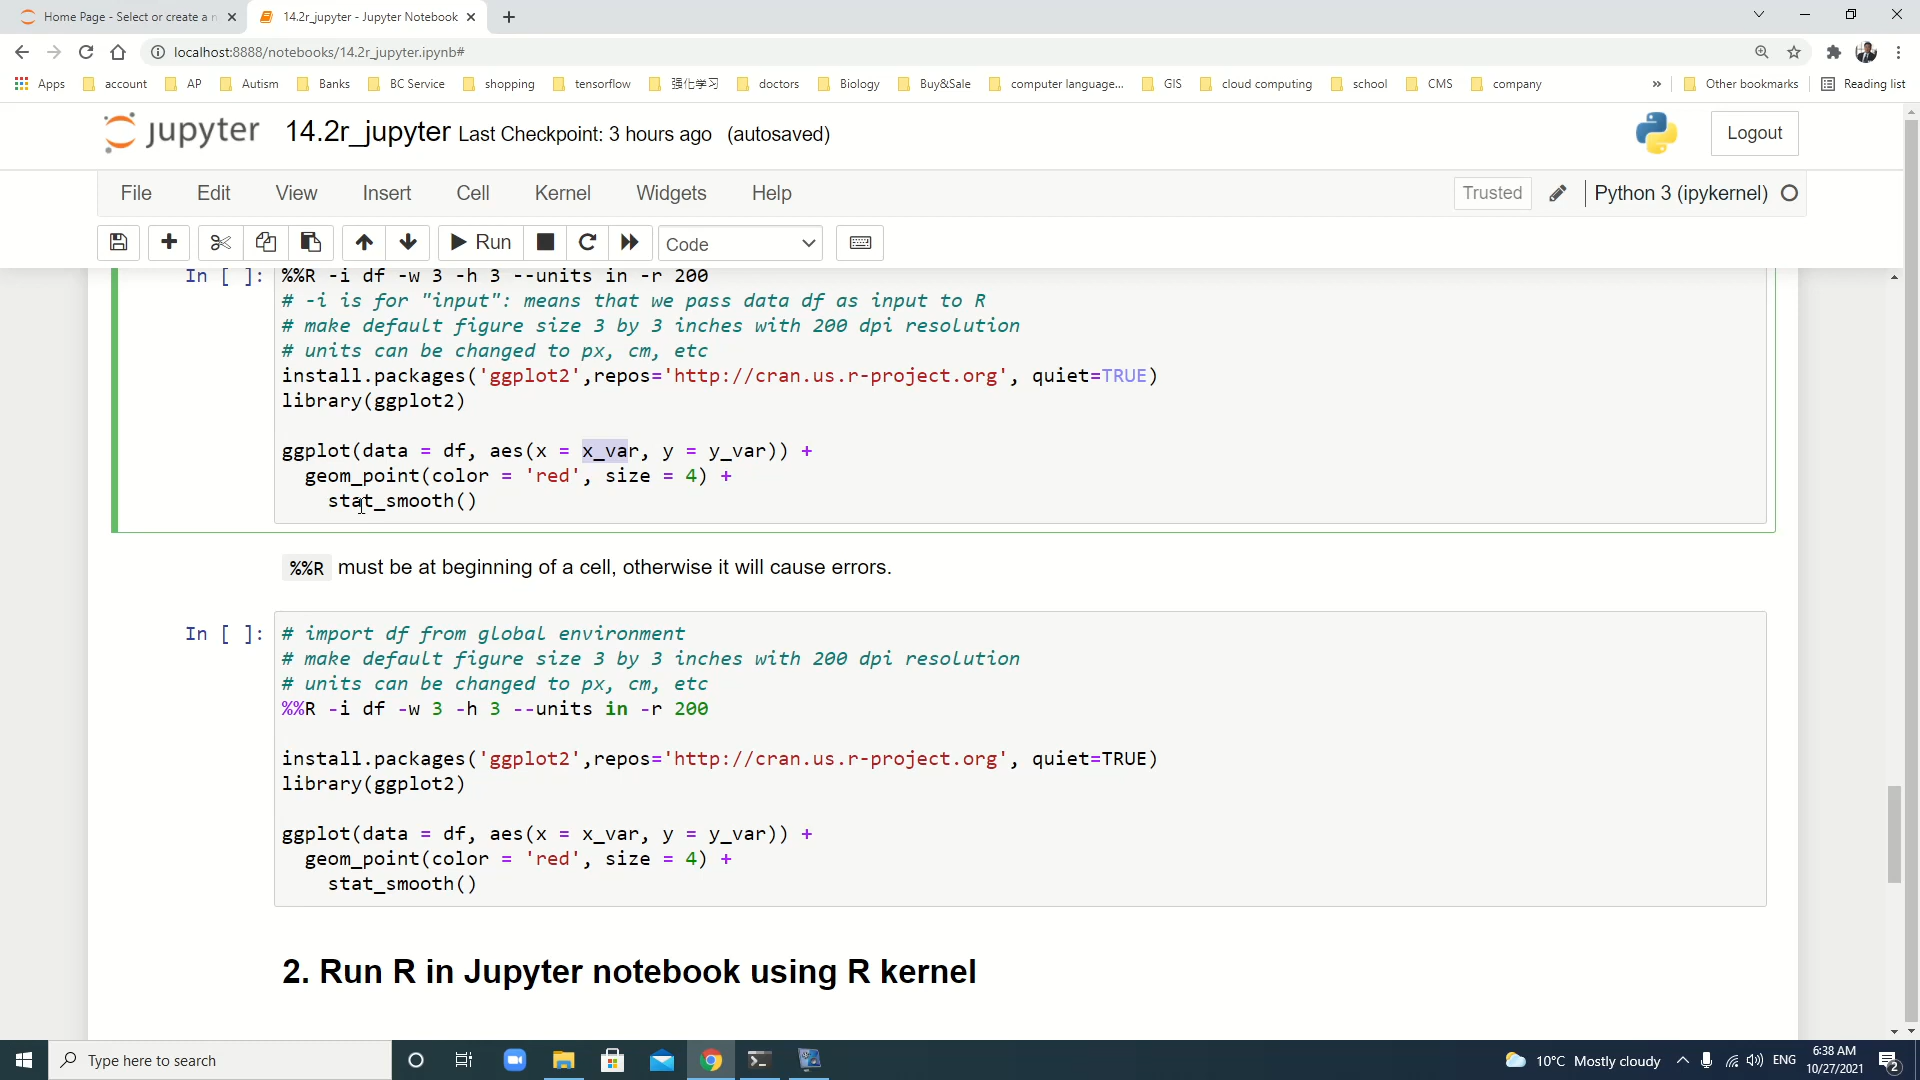 Home Page - Select or create a n
14.2r_jupyter - Jupyter Notebook
localhost:8888/notebooks/14.2r_jupyter.ipynb#
Apps account AP Autism Banks BC Service shopping tensorflow 强化学习 doctors Biology Buy&Sale computer language... GIS cloud computing school CMS company » Other bookmarks Reading list
jupyter 14.2r_jupyter Last Checkpoint: 3 hours ago (autosaved) Logout
File Edit View Insert Cell Kernel Widgets Help Trusted Python 3 (ipykernel)
Run Code
In [ ]: %%R -i df -w 3 -h 3 --units in -r 200
# -i is for "input": means that we pass data df as input to R
# make default figure size 3 by 3 inches with 200 dpi resolution
# units can be changed to px, cm, etc
install.packages('ggplot2',repos='http://cran.us.r-project.org', quiet=TRUE)
library(ggplot2)
ggplot(data = df, aes(x = x_var, y = y_var)) +
geom_point(color = 'red', size = 4) +
stat_smooth()
%%R must be at beginning of a cell, otherwise it will cause errors.
In [ ]: # import df from global environment
# make default figure size 3 by 3 inches with 200 dpi resolution
# units can be changed to px, cm, etc
%%R -i df -w 3 -h 3 --units in -r 200
install.packages('ggplot2',repos='http://cran.us.r-project.org', quiet=TRUE)
library(ggplot2)
ggplot(data = df, aes(x = x_var, y = y_var)) +
geom_point(color = 'red', size = 4) +
stat_smooth()
2. Run R in Jupyter notebook using R kernel
Type here to search
10°C Mostly cloudy
ENG
6:38 AM
10/27/2021
2